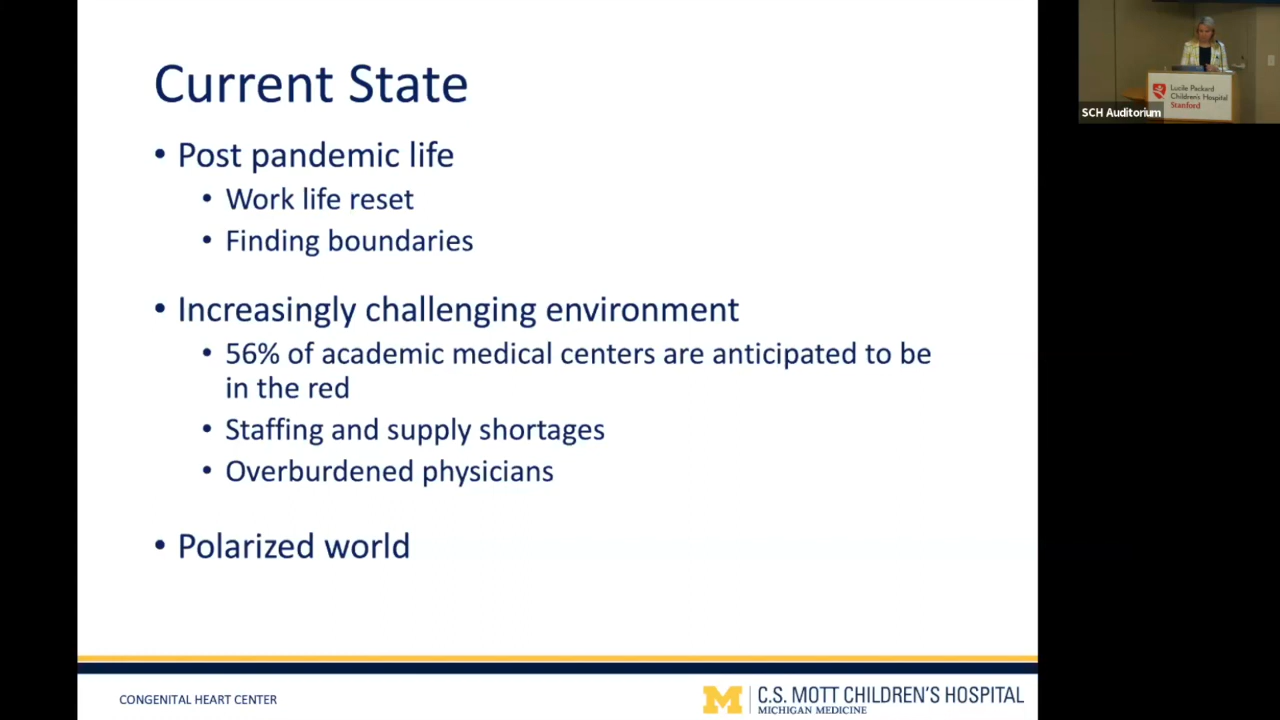 Current State
• Post pandemic life
• Work life reset
• Finding boundaries
• Increasingly challenging environment
• 56% of academic medical centers are anticipated to be
in the red
• Staffing and supply shortages
• Overburdened physicians
• Polarized world
CONGENITAL HEART CENTER
M
C.S. MOTT CHILDREN'S HOSPITAL
MICHIGAN MEDICINE
Lucile Packard
Children's Hospital
Stanford
SCH Auditorium